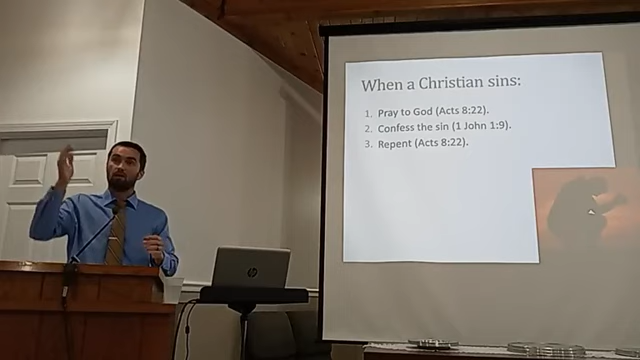 When a Christian sins:
1. Pray to God (Acts 8:22).
2. Confess the sin (1 John 1:9).
3. Repent (Acts 8:22).
hp